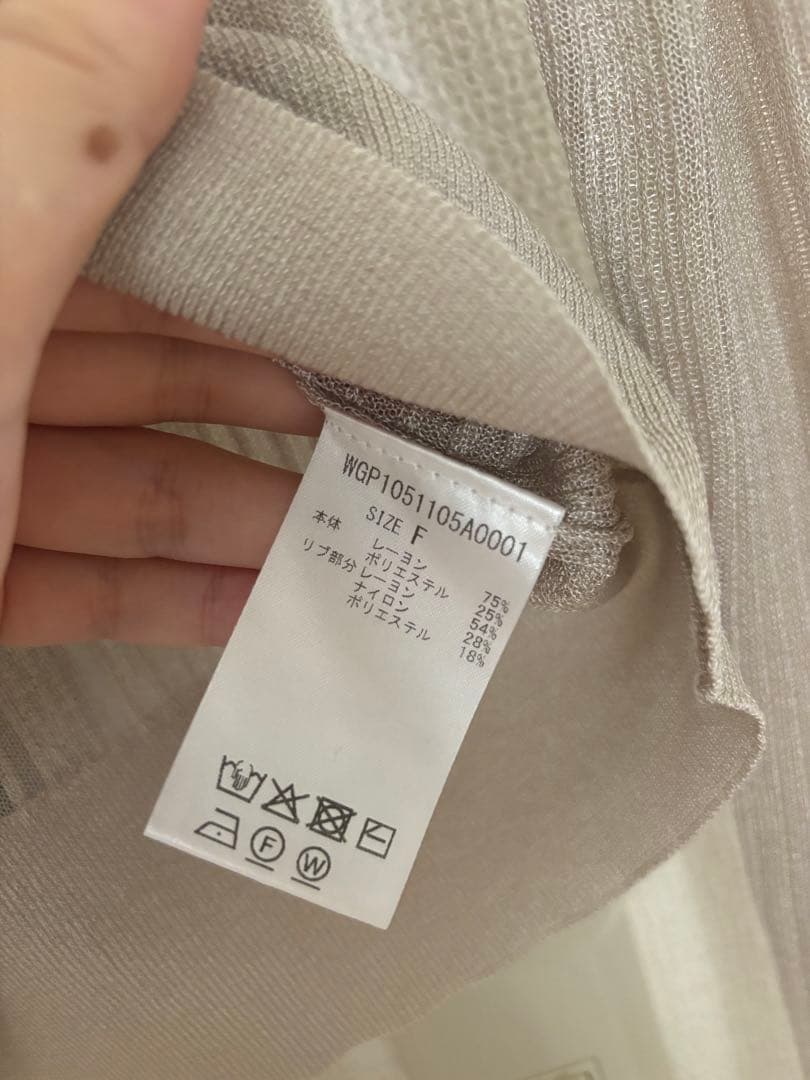 WGP1051105A0001
SIZE F
本体 レーヨン 75%
ポリエステル 25%
リブ部分 レーヨン 54%
ナイロン 28%
ポリエステル 18%
F W